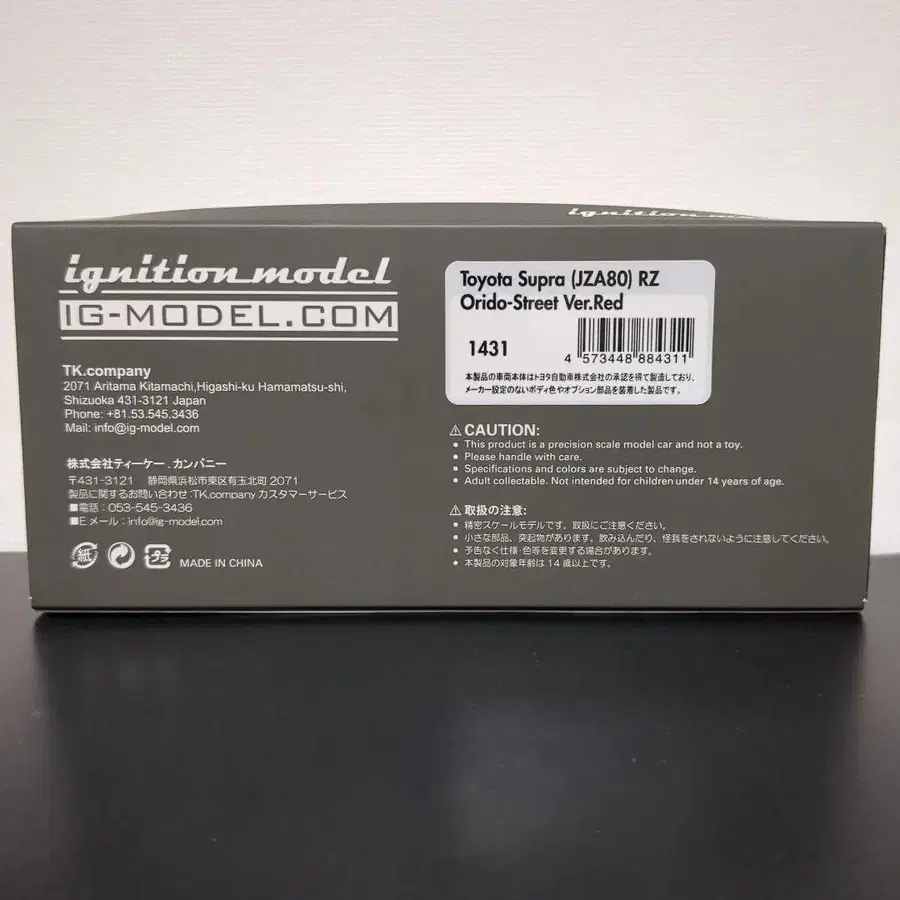 ignition model
ignition model
IG-MODEL.COM
TK.company
2071 Aritama Kitamachi,Higashi-ku Hamamatsu-shi,
Shizuoka 431-3121 Japan
Phone: +81.53.545.3436
Mail: info@ig-model.com
株式会社ティーケー．カンパニー
〒431-3121 静岡県浜松市東区有玉北町 2071
製品に関するお問い合わせ：TK.company カスタマーサービス
■電話：053-545-3436
■E メール：info@ig-model.com
紙 プラ MADE IN CHINA
Toyota Supra (JZA80) RZ
Orido-Street Ver.Red
1431
4 573448 884311
本製品の車両本体はトヨタ自動車株式会社の承認を得て製造しており、
メーカー設定のないボディ色やオプション部品を装着した製品です。
⚠ CAUTION:
• This product is a precision scale model car and not a toy.
• Please handle with care.
• Specifications and colors are subject to change.
• Adult collectable. Not intended for children under 14 years of age.
⚠ 取扱の注意:
• 精密スケールモデルです。取扱にご注意ください。
• 小さな部品、突起物があります。飲み込んだり、怪我をされないように注意してください。
• 予告なく仕様・色等を変更する場合があります。
• 本製品の対象年齢は 14 歳以上です。